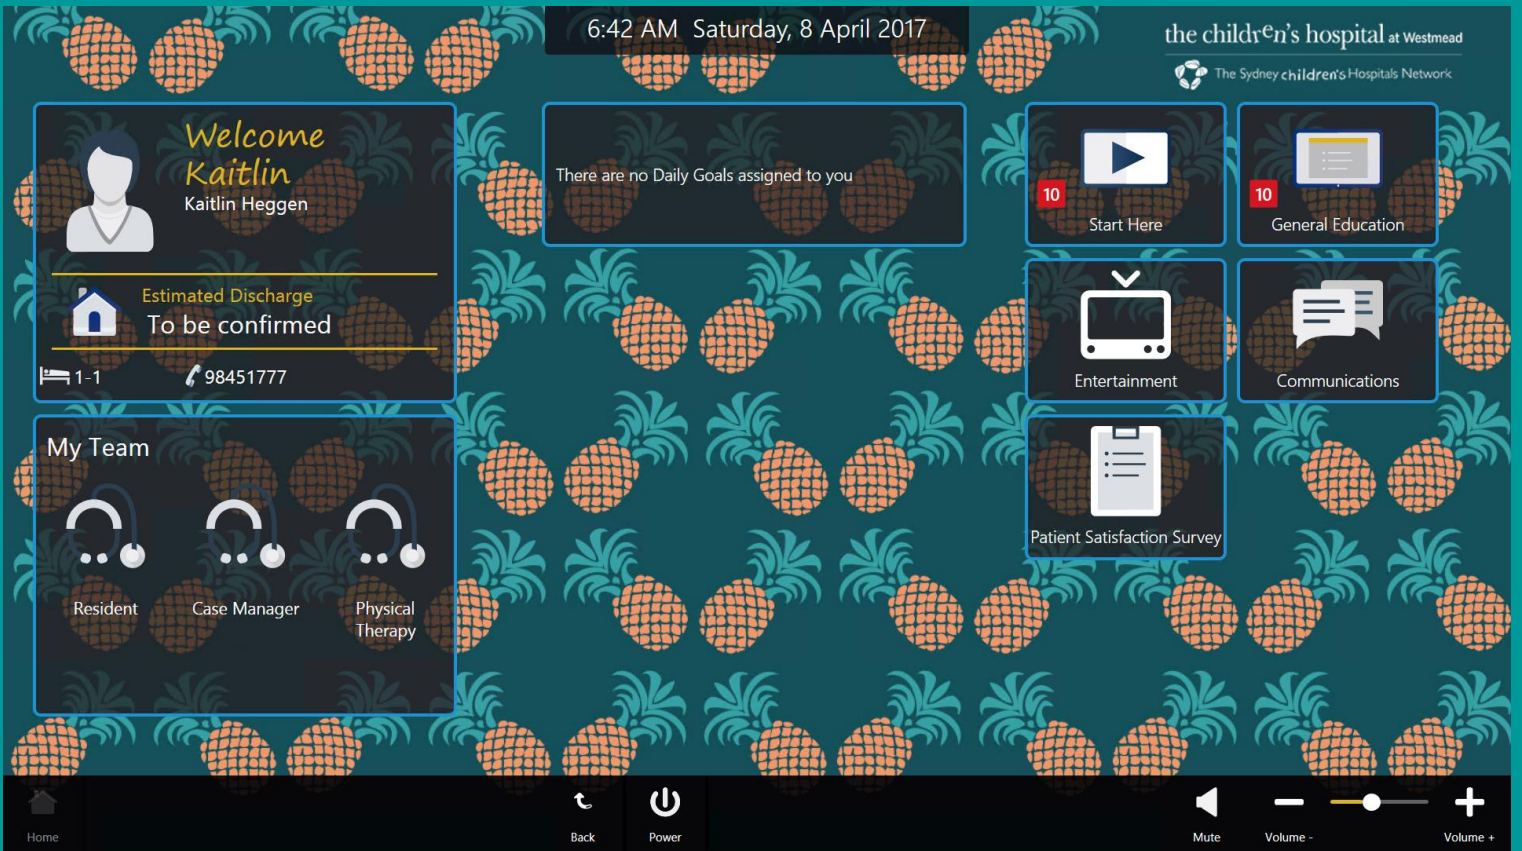 6:42 AM Saturday, 8 April 2017
the children's hospital at Westmead
The Sydney children's Hospitals Network
Welcome
Kaitlin
Kaitlin Heggen
Estimated Discharge
To be confirmed
1-1 98451777
My Team
Resident Case Manager Physical
Therapy
There are no Daily Goals assigned to you
10
Start Here
10
General Education
Entertainment
Communications
Patient Satisfaction Survey
Home
Back
Power
Mute
Volume -
Volume +